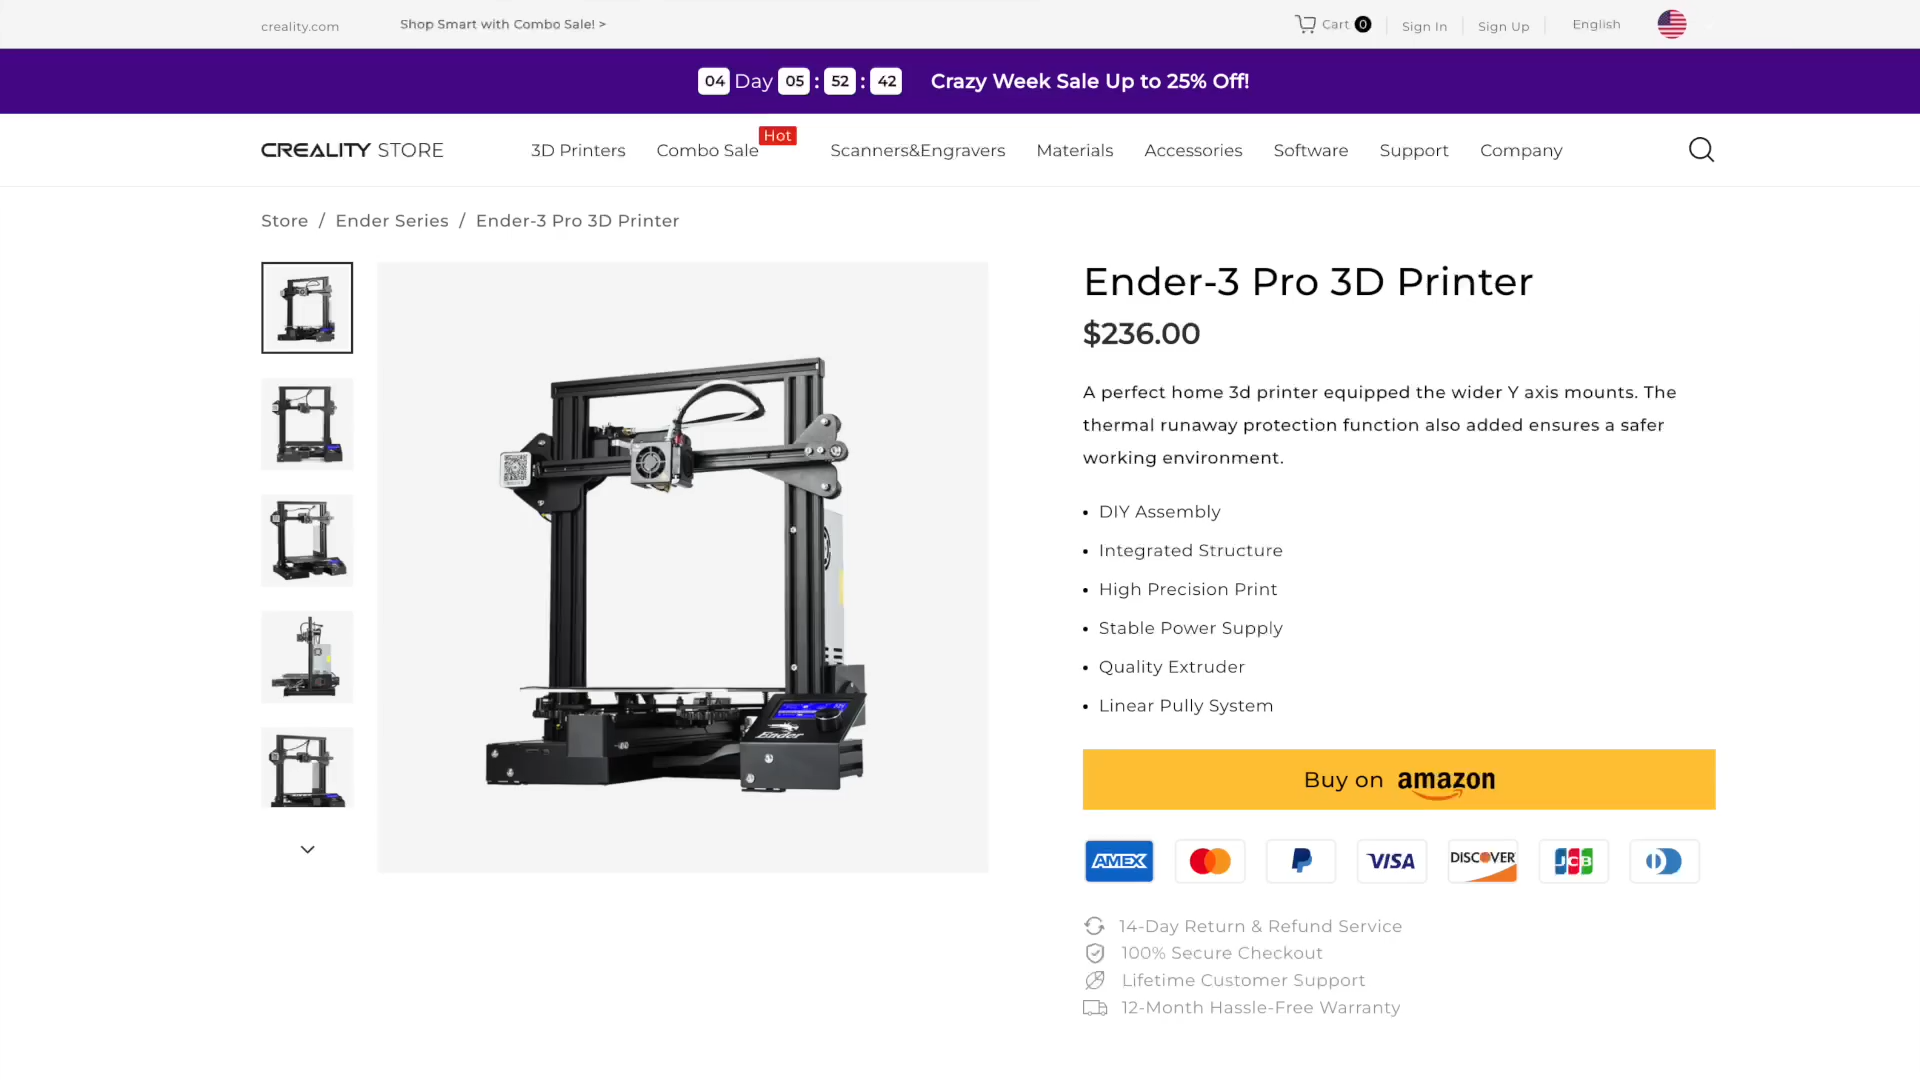 creality.com
Shop Smart with Combo Sale! >
Cart 0
Sign In
Sign Up
English
04 Day 05 : 52 : 42 Crazy Week Sale Up to 25% Off!
CREALITY STORE
3D Printers
Combo Sale
Hot
Scanners&Engravers
Materials
Accessories
Software
Support
Company
Store / Ender Series / Ender-3 Pro 3D Printer
Ender-3 Pro 3D Printer
$236.00
A perfect home 3d printer equipped the wider Y axis mounts. The
thermal runaway protection function also added ensures a safer
working environment.
• DIY Assembly
• Integrated Structure
• High Precision Print
• Stable Power Supply
• Quality Extruder
• Linear Pully System
Ender
Buy on amazon
AMEX
VISA
DISCOVER
JCB
14-Day Return & Refund Service
100% Secure Checkout
Lifetime Customer Support
12-Month Hassle-Free Warranty